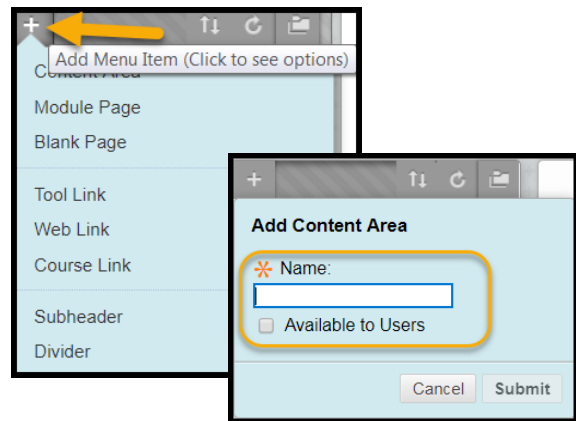 +
Add Menu Item (Click to see options)
Content Area
Module Page
Blank Page
Tool Link
Web Link
Course Link
Subheader
Divider
+
Add Content Area
* Name:
Available to Users
Cancel Submit